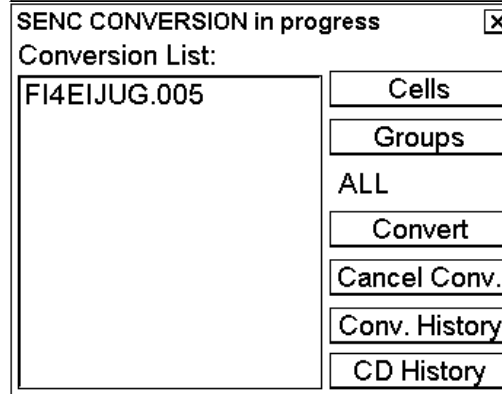 SENC CONVERSION in progress
Conversion List:
FI4EIJUG.005
Cells
Groups
ALL
Convert
Cancel Conv.
Conv. History
CD History